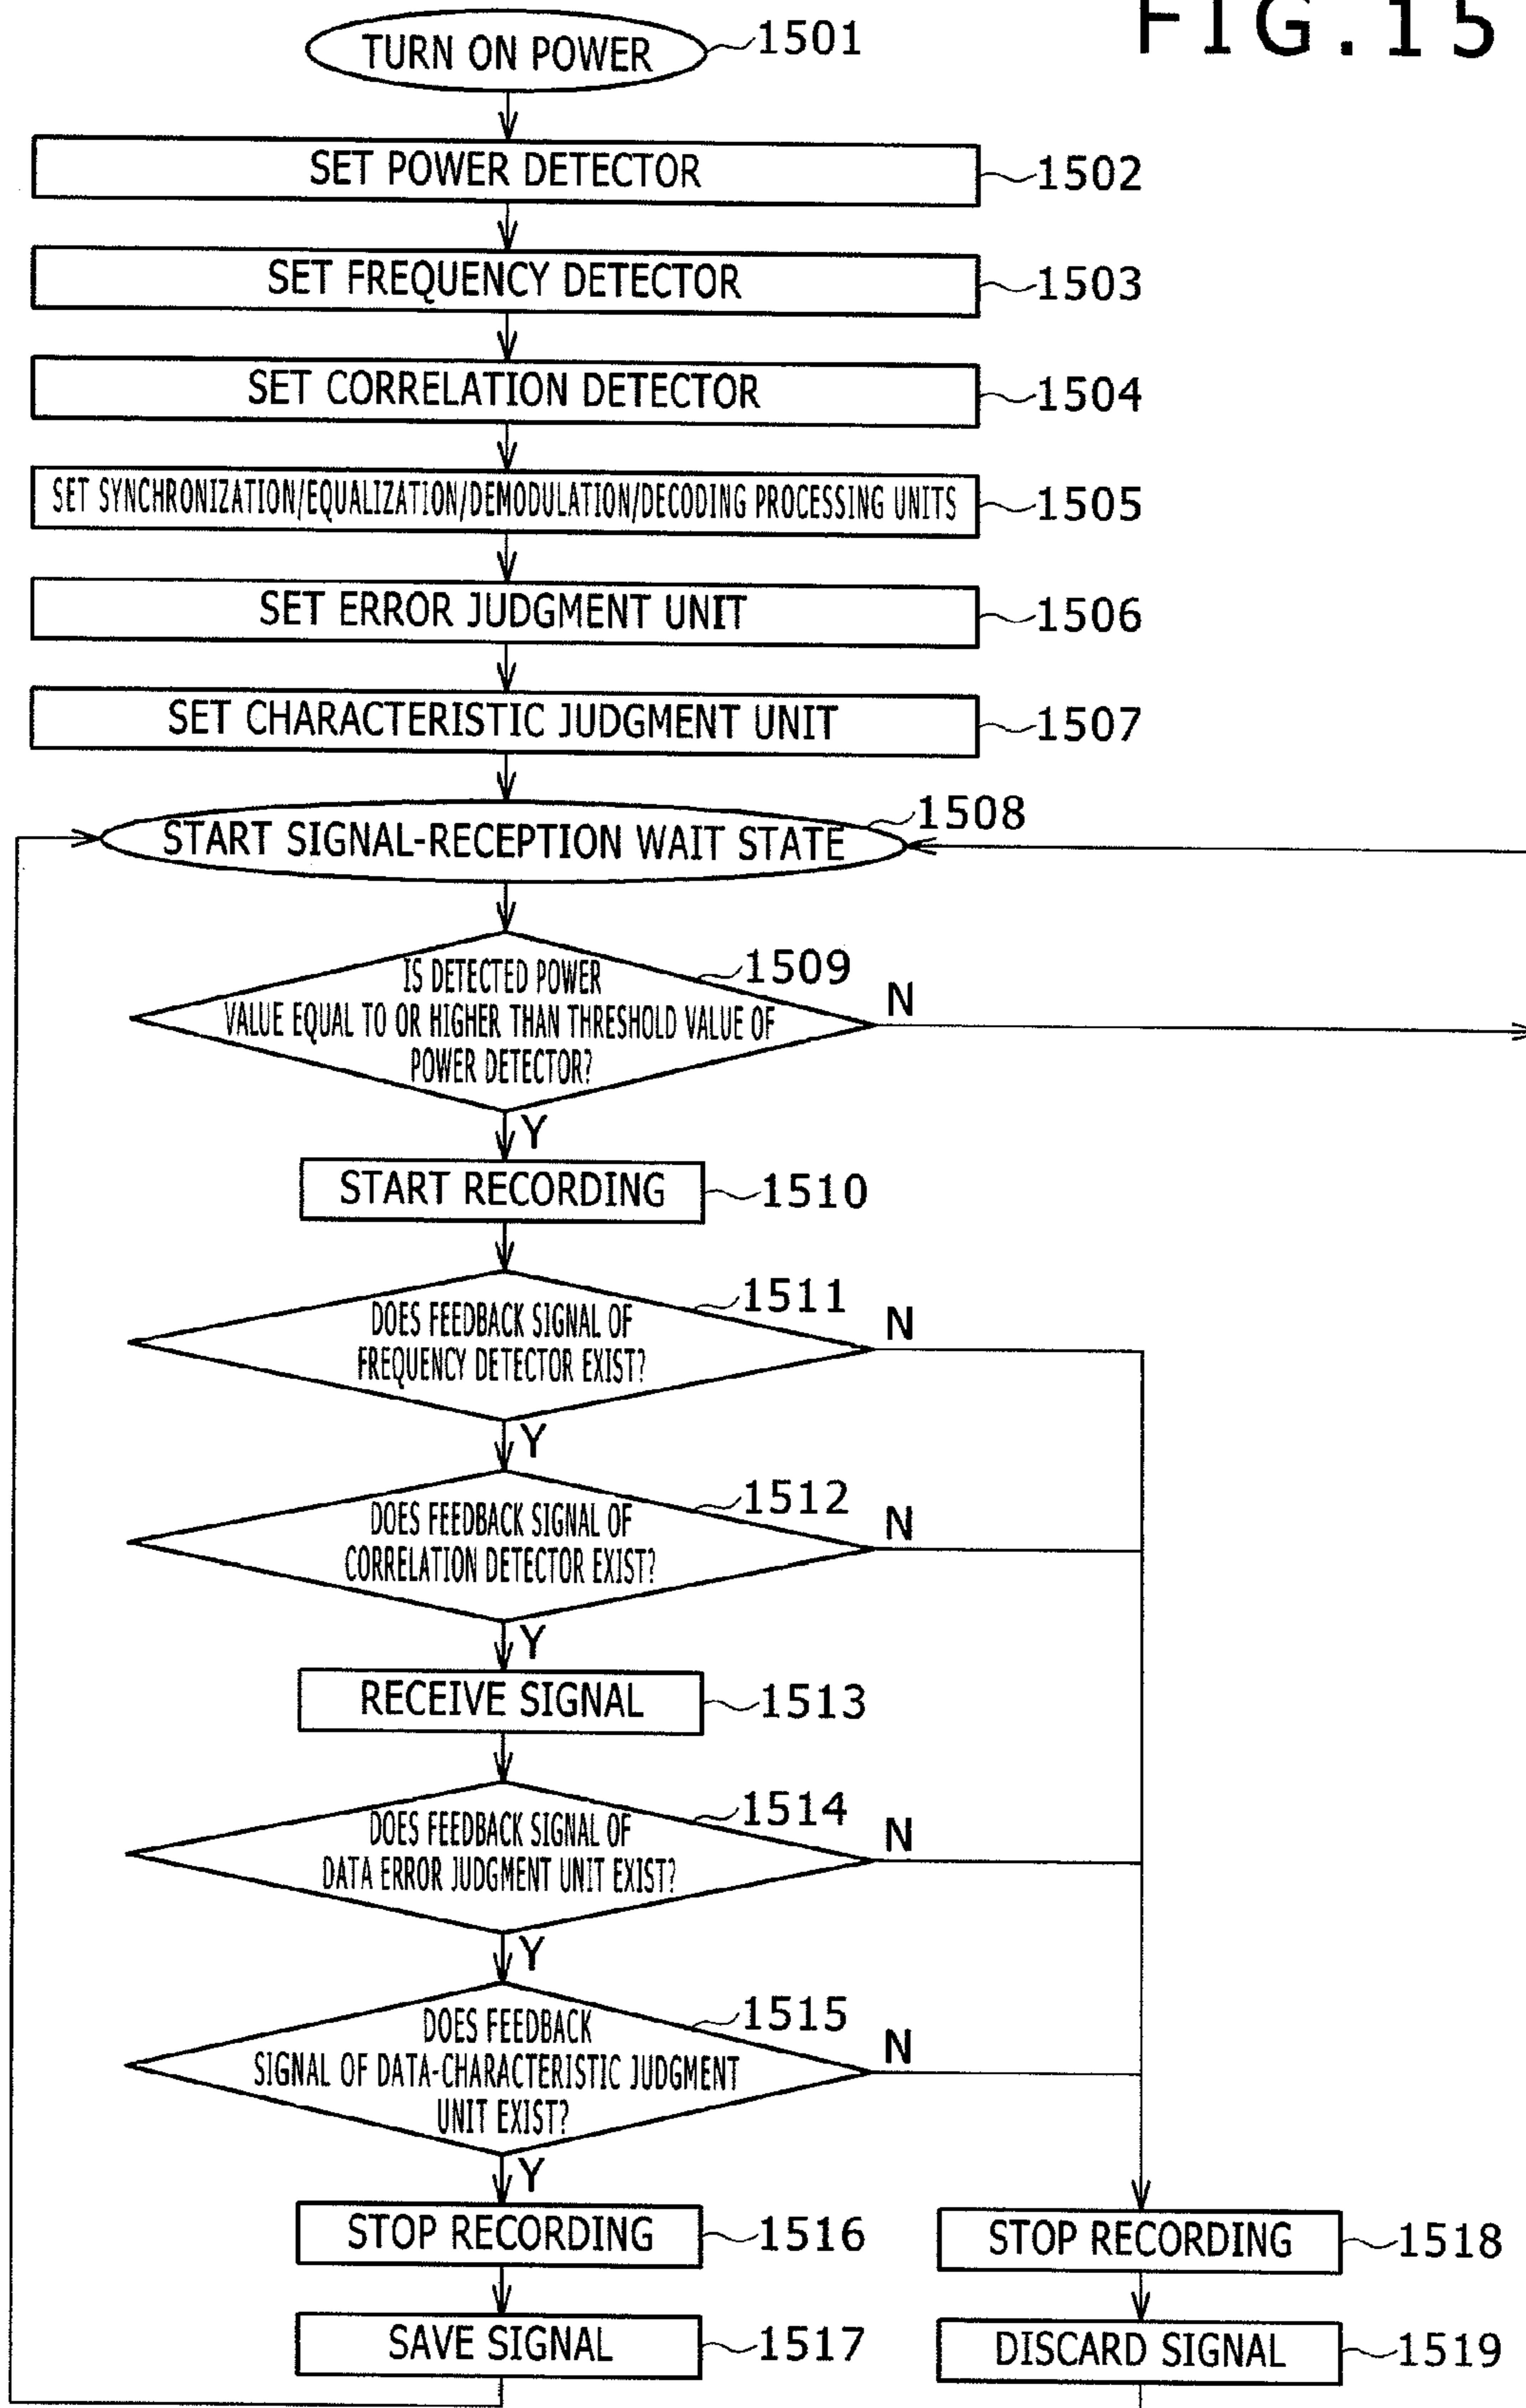 FIG.15
TURN ON POWER
1501
SET POWER DETECTOR
1502
SET FREQUENCY DETECTOR
1503
SET CORRELATION DETECTOR
1504
SET SYNCHRONIZATION/EQUALIZATION/DEMODULATION/DECODING PROCESSING UNITS
1505
SET ERROR JUDGMENT UNIT
1506
SET CHARACTERISTIC JUDGMENT UNIT
1507
START SIGNAL-RECEPTION WAIT STATE
1508
IS DETECTED POWER
VALUE EQUAL TO OR HIGHER THAN THRESHOLD VALUE OF
POWER DETECTOR?
1509
N
Y
START RECORDING
1510
DOES FEEDBACK SIGNAL OF
FREQUENCY DETECTOR EXIST?
1511
N
Y
DOES FEEDBACK SIGNAL OF
CORRELATION DETECTOR EXIST?
1512
N
Y
RECEIVE SIGNAL
1513
DOES FEEDBACK SIGNAL OF
DATA ERROR JUDGMENT UNIT EXIST?
1514
N
Y
DOES FEEDBACK
SIGNAL OF DATA-CHARACTERISTIC JUDGMENT
UNIT EXIST?
1515
N
Y
STOP RECORDING
1516
STOP RECORDING
1518
SAVE SIGNAL
1517
DISCARD SIGNAL
1519